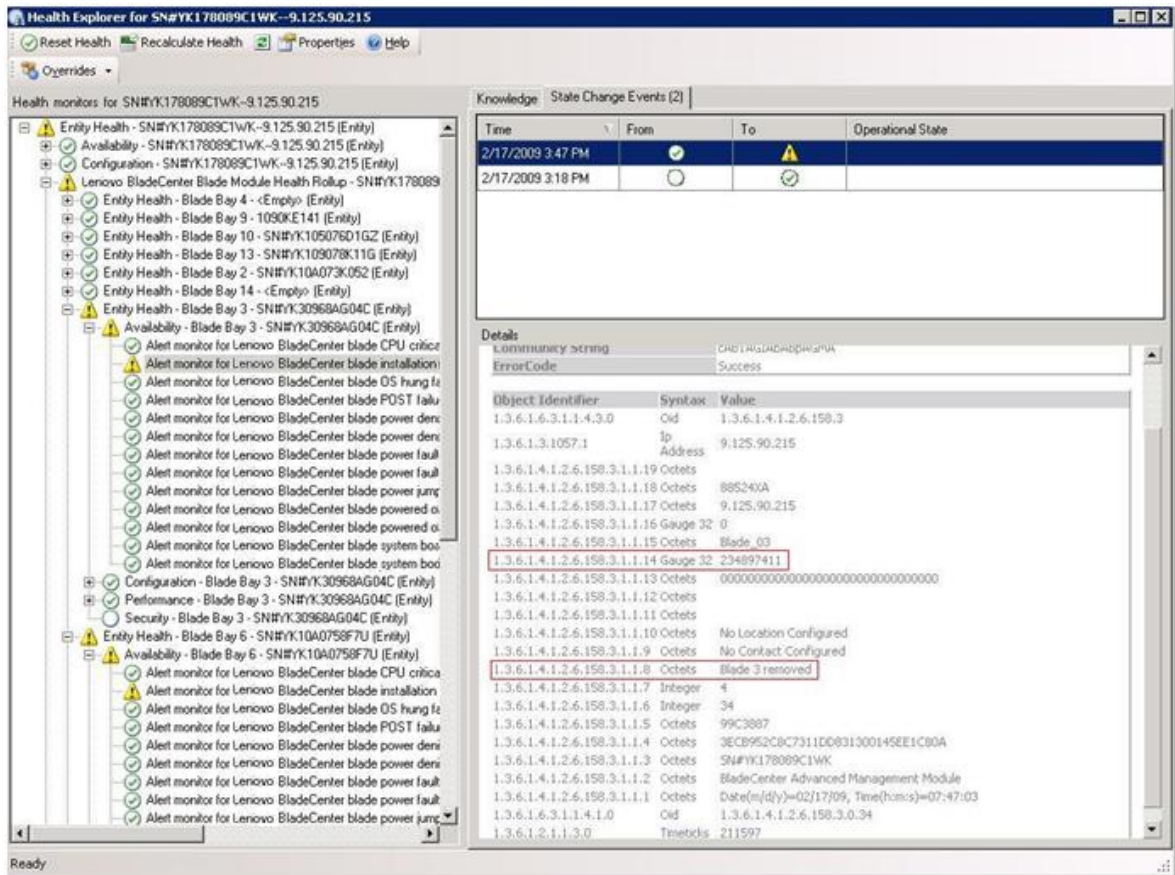 Health Explorer for SN#YK178089C1WK--9.125.90.215
Reset Health Recalculate Health Properties Help
Overrides
Health monitors for SN#YK178089C1WK--9.125.90.215
Entity Health - SN#YK178089C1WK--9.125.90.215 (Entity)
Availability - SN#YK178089C1WK--9.125.90.215 (Entity)
Configuration - SN#YK178089C1WK--9.125.90.215 (Entity)
Lenovo BladeCenter Blade Module Health Rollup - SN#YK178089
Entity Health - Blade Bay 4 - <Empty> (Entity)
Entity Health - Blade Bay 9 - 1090KE141 (Entity)
Entity Health - Blade Bay 10 - SN#YK105076D1GZ (Entity)
Entity Health - Blade Bay 13 - SN#YK109078K11G (Entity)
Entity Health - Blade Bay 2 - SN#YK10A073K052 (Entity)
Entity Health - Blade Bay 14 - <Empty> (Entity)
Entity Health - Blade Bay 3 - SN#YK30968AG04C (Entity)
Availability - Blade Bay 3 - SN#YK30968AG04C (Entity)
Alert monitor for Lenovo BladeCenter blade CPU critica
Alert monitor for Lenovo BladeCenter blade installation
Alert monitor for Lenovo BladeCenter blade OS hung fa
Alert monitor for Lenovo BladeCenter blade POST failu
Alert monitor for Lenovo BladeCenter blade power deni
Alert monitor for Lenovo BladeCenter blade power deni
Alert monitor for Lenovo BladeCenter blade power fault
Alert monitor for Lenovo BladeCenter blade power fault
Alert monitor for Lenovo BladeCenter blade power jump
Alert monitor for Lenovo BladeCenter blade powered o
Alert monitor for Lenovo BladeCenter blade powered o
Alert monitor for Lenovo BladeCenter blade system boa
Alert monitor for Lenovo BladeCenter blade system boo
Configuration - Blade Bay 3 - SN#YK30968AG04C (Entity)
Performance - Blade Bay 3 - SN#YK30968AG04C (Entity)
Security - Blade Bay 3 - SN#YK30968AG04C (Entity)
Entity Health - Blade Bay 6 - SN#YK10A0758F7U (Entity)
Availability - Blade Bay 6 - SN#YK10A0758F7U (Entity)
Alert monitor for Lenovo BladeCenter blade CPU critica
Alert monitor for Lenovo BladeCenter blade installation
Alert monitor for Lenovo BladeCenter blade OS hung fa
Alert monitor for Lenovo BladeCenter blade POST failu
Alert monitor for Lenovo BladeCenter blade power deni
Alert monitor for Lenovo BladeCenter blade power deni
Alert monitor for Lenovo BladeCenter blade power fault
Alert monitor for Lenovo BladeCenter blade power fault
Alert monitor for Lenovo BladeCenter blade power jump
Knowledge State Change Events (2)
Time From To Operational State
2/17/2009 3:47 PM
2/17/2009 3:18 PM
Details
Community String
ErrorCode Success
Object Identifier Syntax Value
1.3.6.1.6.3.1.1.4.3.0 Oid 1.3.6.1.4.1.2.6.158.3
1.3.6.1.3.1057.1 Ip Address 9.125.90.215
1.3.6.1.4.1.2.6.158.3.1.1.19 Octets
1.3.6.1.4.1.2.6.158.3.1.1.18 Octets 88524XA
1.3.6.1.4.1.2.6.158.3.1.1.17 Octets 9.125.90.215
1.3.6.1.4.1.2.6.158.3.1.1.16 Gauge 32 0
1.3.6.1.4.1.2.6.158.3.1.1.15 Octets Blade_03
1.3.6.1.4.1.2.6.158.3.1.1.14 Gauge 32 234897411
1.3.6.1.4.1.2.6.158.3.1.1.13 Octets 00000000000000000000000000000000
1.3.6.1.4.1.2.6.158.3.1.1.12 Octets
1.3.6.1.4.1.2.6.158.3.1.1.11 Octets
1.3.6.1.4.1.2.6.158.3.1.1.10 Octets No Location Configured
1.3.6.1.4.1.2.6.158.3.1.1.9 Octets No Contact Configured
1.3.6.1.4.1.2.6.158.3.1.1.8 Octets Blade 3 removed
1.3.6.1.4.1.2.6.158.3.1.1.7 Integer 4
1.3.6.1.4.1.2.6.158.3.1.1.6 Integer 34
1.3.6.1.4.1.2.6.158.3.1.1.5 Octets 99C3887
1.3.6.1.4.1.2.6.158.3.1.1.4 Octets 3ECB952C8C7311DD831300145EE1C80A
1.3.6.1.4.1.2.6.158.3.1.1.3 Octets SN#YK178089C1WK
1.3.6.1.4.1.2.6.158.3.1.1.2 Octets BladeCenter Advanced Management Module
1.3.6.1.4.1.2.6.158.3.1.1.1 Octets Date(m/d/y)=02/17/09, Time(h:m:s)=07:47:03
1.3.6.1.6.3.1.1.4.1.0 Oid 1.3.6.1.4.1.2.6.158.3.0.34
1.3.6.1.2.1.1.3.0 Timeticks 211597
Ready